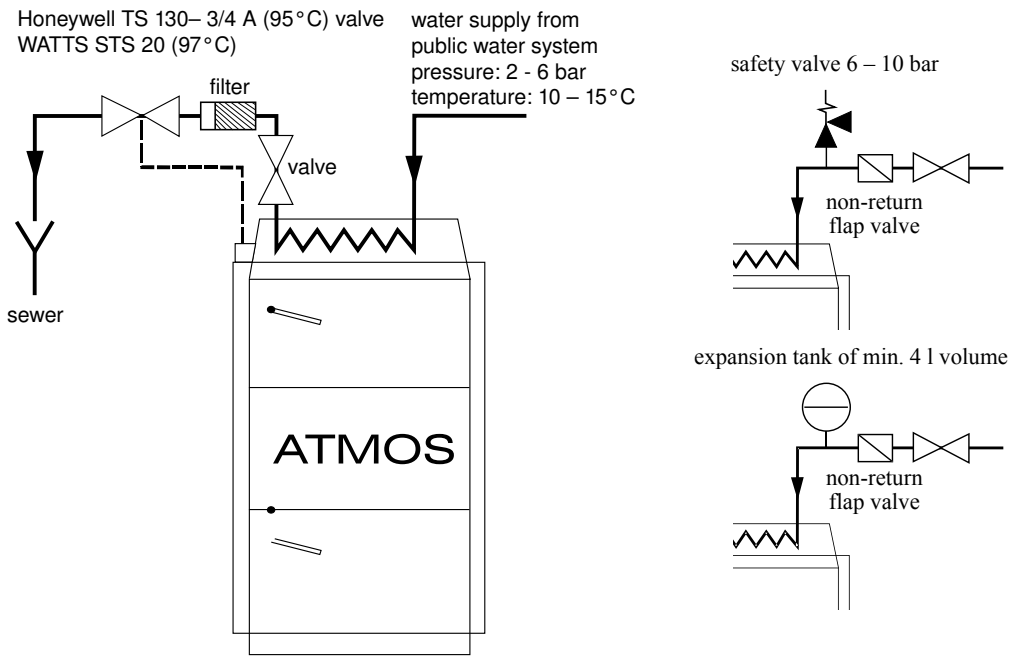 Honeywell TS 130– 3/4 A (95°C) valve
WATTS STS 20 (97°C)
water supply from
public water system
pressure: 2 - 6 bar
temperature: 10 – 15°C
filter
valve
sewer
ATMOS
safety valve 6 – 10 bar
non-return
flap valve
expansion tank of min. 4 l volume
non-return
flap valve